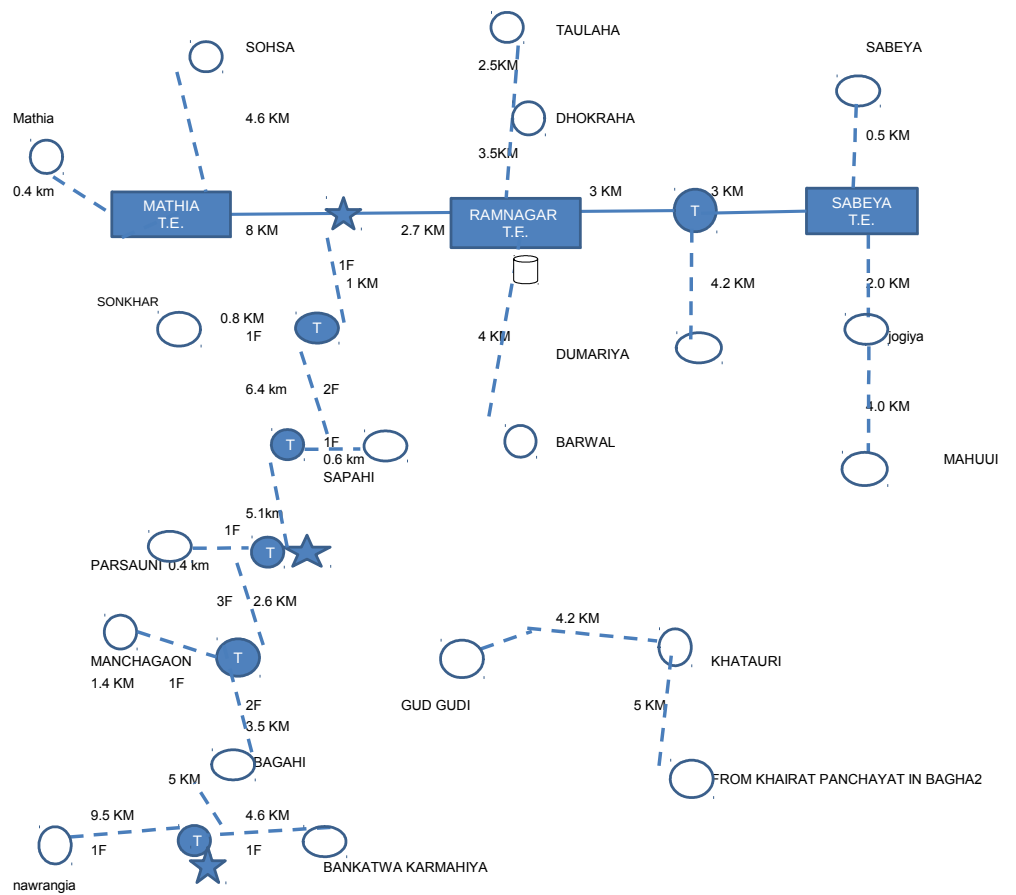 TAULAHA
SOHSA
SABEYA
2.5KM
Mathia
4.6 KM
DHOKRAHA
0.5 KM
3.5KM
0.4 km
3 KM
3 KM
MATHIA
T.E.
RAMNAGAR
T.E.
T
SABEYA
T.E.
8 KM
2.7 KM
1F
1 KM
4.2 KM
2.0 KM
SONKHAR
0.8 KM
1F
T
4 KM
DUMARIYA
jogiya
6.4 km
2F
4.0 KM
T
1F
0.6 km
SAPAHI
BARWAL
MAHUUI
5.1km
1F
T
PARSAUNI 0.4 km
3F
2.6 KM
4.2 KM
MANCHAGAON
T
KHATAURI
1.4 KM
1F
2F
GUD GUDI
5 KM
3.5 KM
BAGAHI
5 KM
FROM KHAIRAT PANCHAYAT IN BAGHA2
9.5 KM
4.6 KM
T
1F
1F
BANKATWA KARMAHIYA
nawrangia